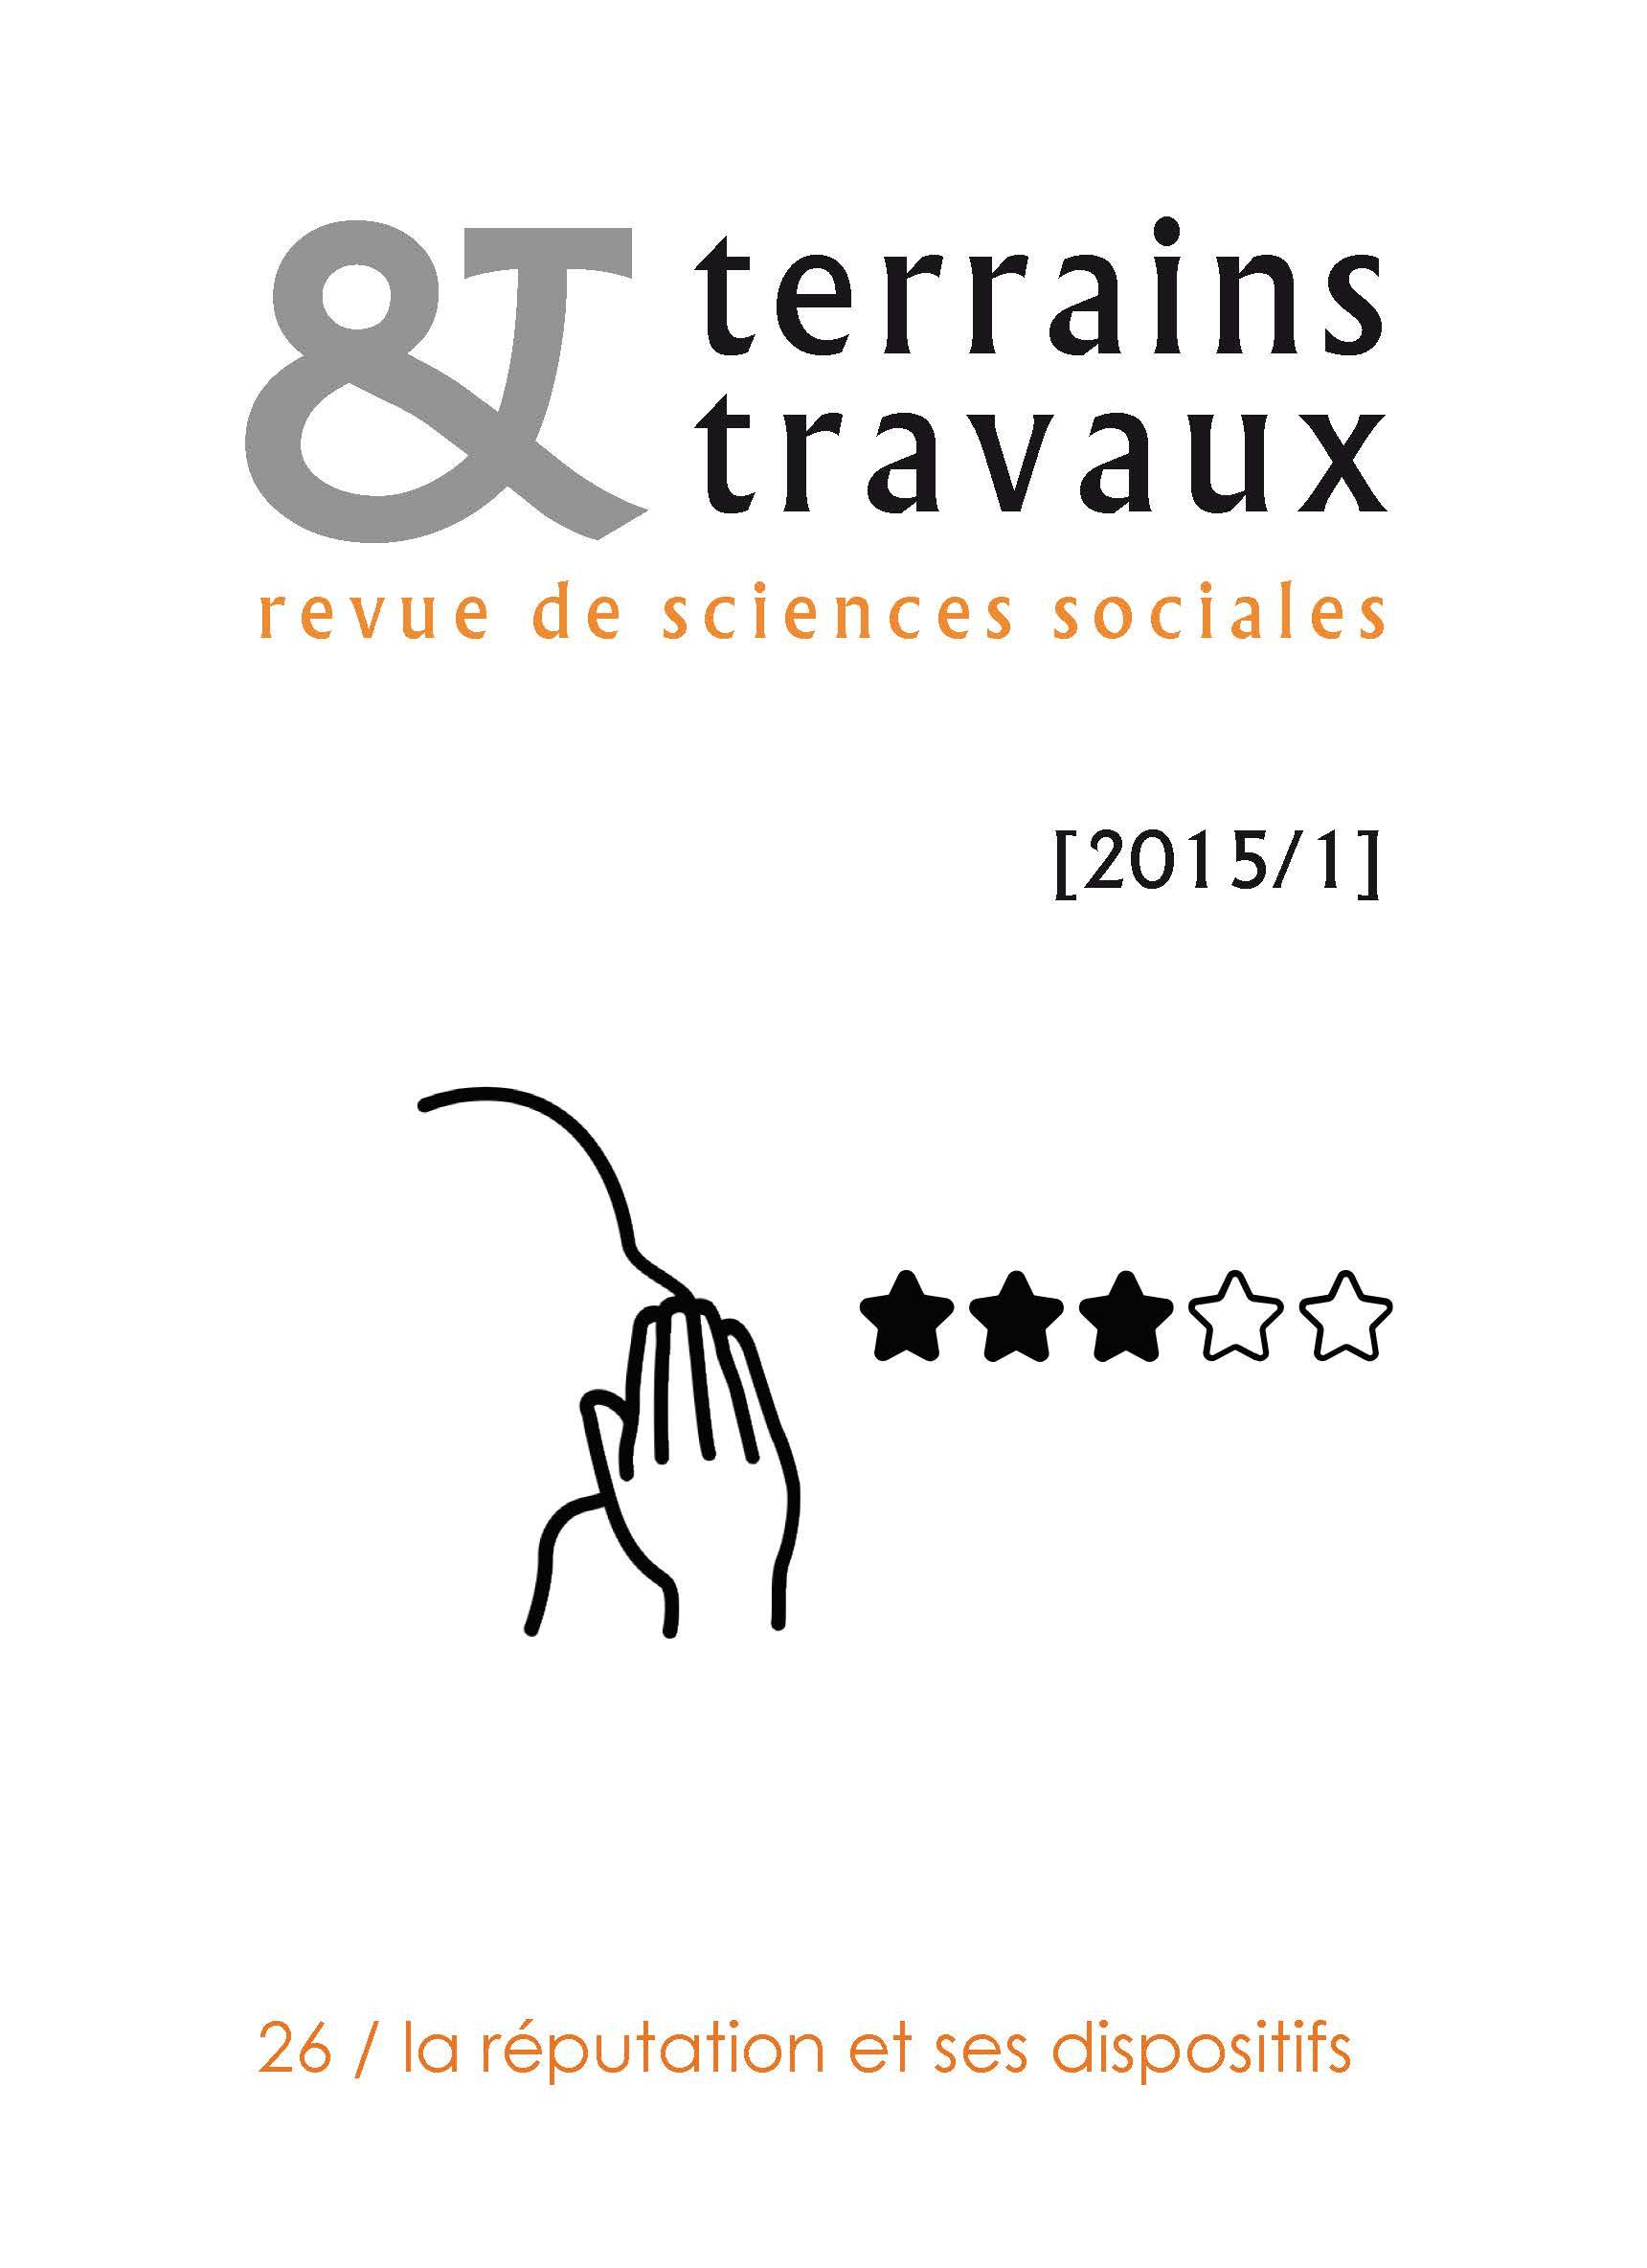 & terrains
travaux
revue de sciences sociales
[2015/1]
26 / la réputation et ses dispositifs